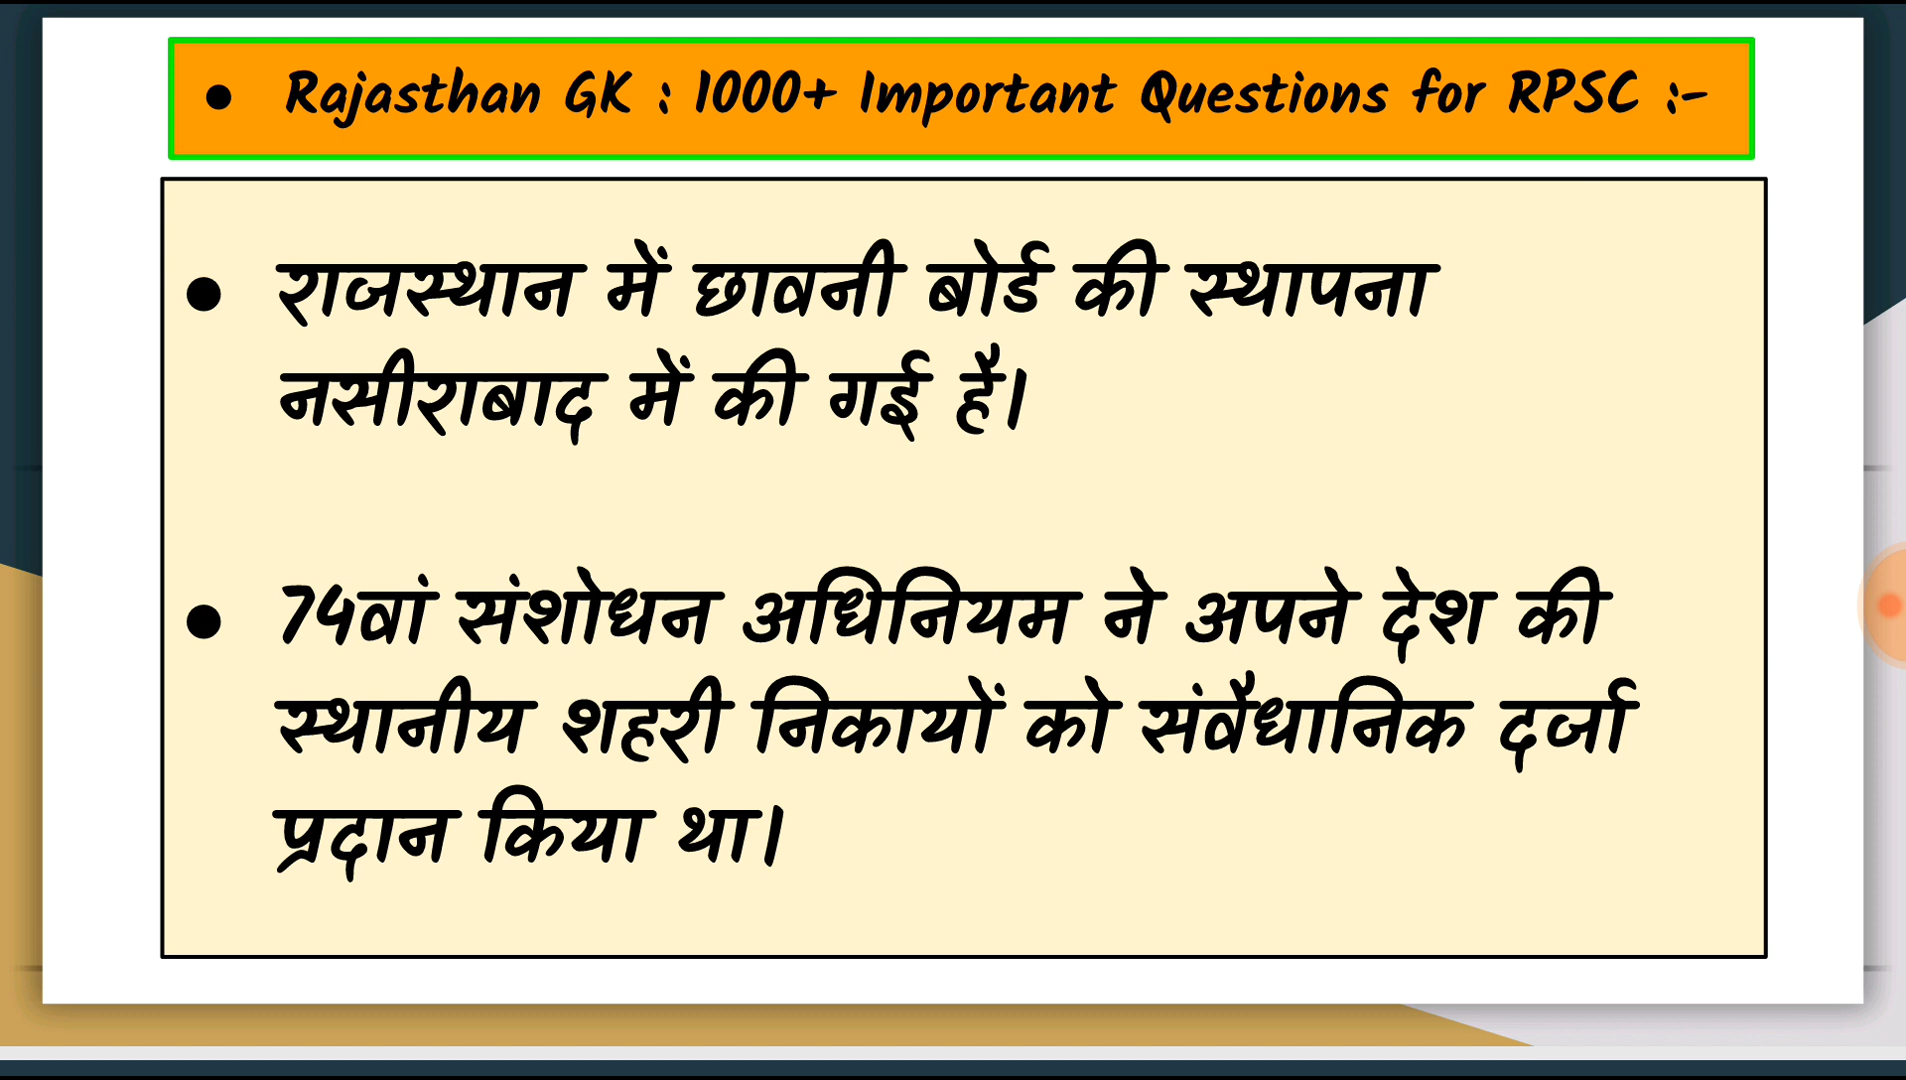 ● Rajasthan GK : 1000+ Important Questions for RPSC :-
● राजस्थान में छावनी बोर्ड की स्थापना
नसीराबाद में की गई है।
● 74वां संशोधन अधिनियम ने अपने देश की
स्थानीय शहरी निकायों को संवैधानिक दर्जा
प्रदान किया था।